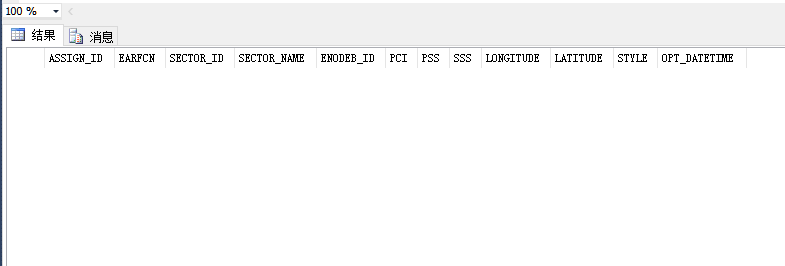 100 %
结果 消息
ASSIGN_ID EARFCN SECTOR_ID SECTOR_NAME ENODEB_ID PCI PSS SSS LONGITUDE LATITUDE STYLE OPT_DATETIME